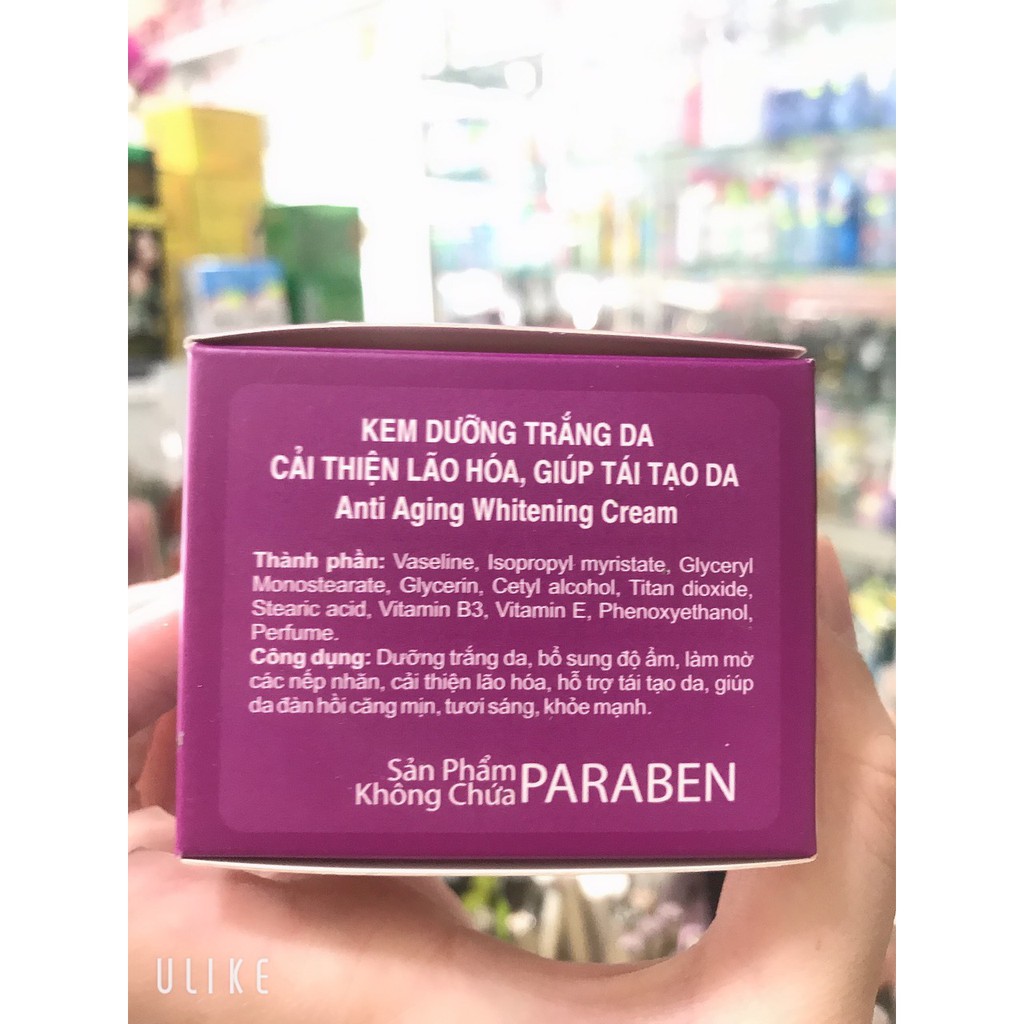 KEM DƯỠNG TRẮNG DA
CẢI THIỆN LÃO HÓA, GIÚP TÁI TẠO DA
Anti Aging Whitening Cream
Thành phần: Vaseline, Isopropyl myristate, Glyceryl
Monostearate, Glycerin, Cetyl alcohol, Titan dioxide,
Stearic acid, Vitamin B3, Vitamin E, Phenoxyethanol,
Perfume.
Công dụng: Dưỡng trắng da, bổ sung độ ẩm, làm mờ
các nếp nhăn, cải thiện lão hóa, hỗ trợ tái tạo da, giúp
da đàn hồi căng mịn, tươi sáng, khỏe mạnh.
Sản Phẩm
Không Chứa PARABEN
ULIKE